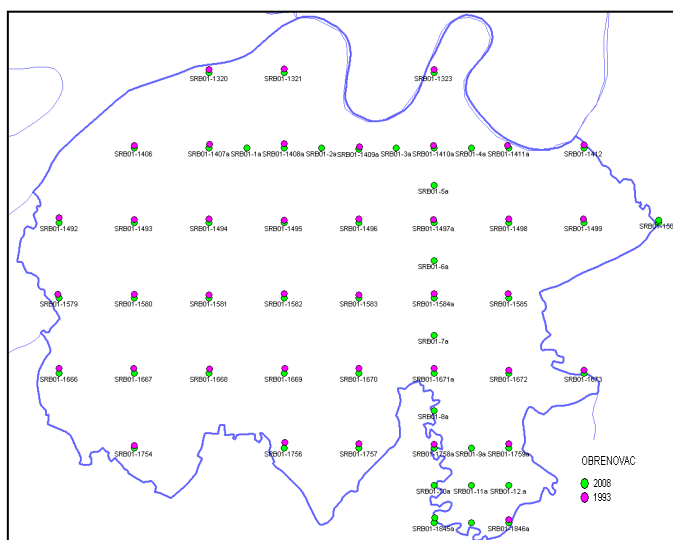 SRB01-1320 SRB01-1321 SRB01-1323
SRB01-1406 SRB01-1407a SRB01-1a SRB01-1408a SRB01-2a SRB01-1409a SRB01-3a SRB01-1410a SRB01-4a SRB01-1411a SRB01-1412
SRB01-5a
SRB01-1492 SRB01-1493 SRB01-1494 SRB01-1495 SRB01-1496 SRB01-1497a SRB01-1498 SRB01-1499 SRB01-156
SRB01-6a
SRB01-1579 SRB01-1580 SRB01-1581 SRB01-1582 SRB01-1583 SRB01-1584a SRB01-1585
SRB01-7a
SRB01-1666 SRB01-1667 SRB01-1668 SRB01-1669 SRB01-1670 SRB01-1671a SRB01-1672 SRB01-1673
SRB01-8a
SRB01-1754 SRB01-1756 SRB01-1757 SRB01-1758a SRB01-9a SRB01-1759a
OBRENOVAC
2008
SRB01-10a SRB01-11a SRB01-12.a
1993
SRB01-1845a SRB01-1846a